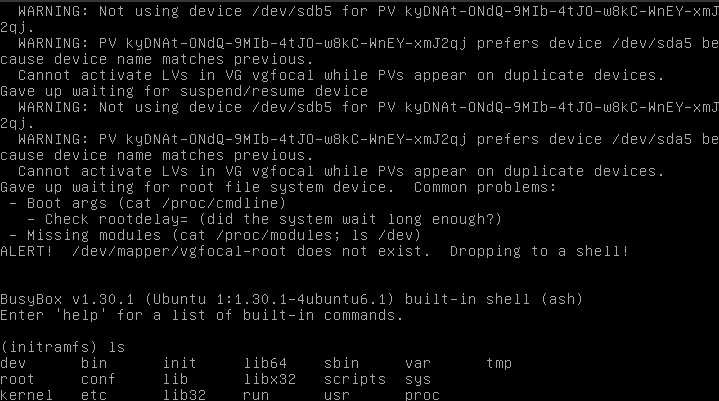 WARNING: Not using device /dev/sdb5 for PV kyDNAt-ONdQ-9MIb-4tJO-w8kC-WnEY-xmJ
2qj.
WARNING: PV kyDNAt-ONdQ-9MIb-4tJO-w8kC-WnEY-xmJ2qj prefers device /dev/sda5 be
cause device name matches previous.
Cannot activate LVs in VG vgfocal while PVs appear on duplicate devices.
Gave up waiting for suspend/resume device
WARNING: Not using device /dev/sdb5 for PV kyDNAt-ONdQ-9MIb-4tJO-w8kC-WnEY-xmJ
2qj.
WARNING: PV kyDNAt-ONdQ-9MIb-4tJO-w8kC-WnEY-xmJ2qj prefers device /dev/sda5 be
cause device name matches previous.
Cannot activate LVs in VG vgfocal while PVs appear on duplicate devices.
Gave up waiting for root file system device.  Common problems:
- Boot args (cat /proc/cmdline)
- Check rootdelay= (did the system wait long enough?)
- Missing modules (cat /proc/modules; ls /dev)
ALERT!  /dev/mapper/vgfocal-root does not exist.  Dropping to a shell!
BusyBox v1.30.1 (Ubuntu 1:1.30.1-4ubuntu6.1) built-in shell (ash)
Enter 'help' for a list of built-in commands.
(initramfs) ls
dev bin init lib64 sbin var tmp
root conf lib libx32 scripts sys
kernel etc lib32 run usr proc